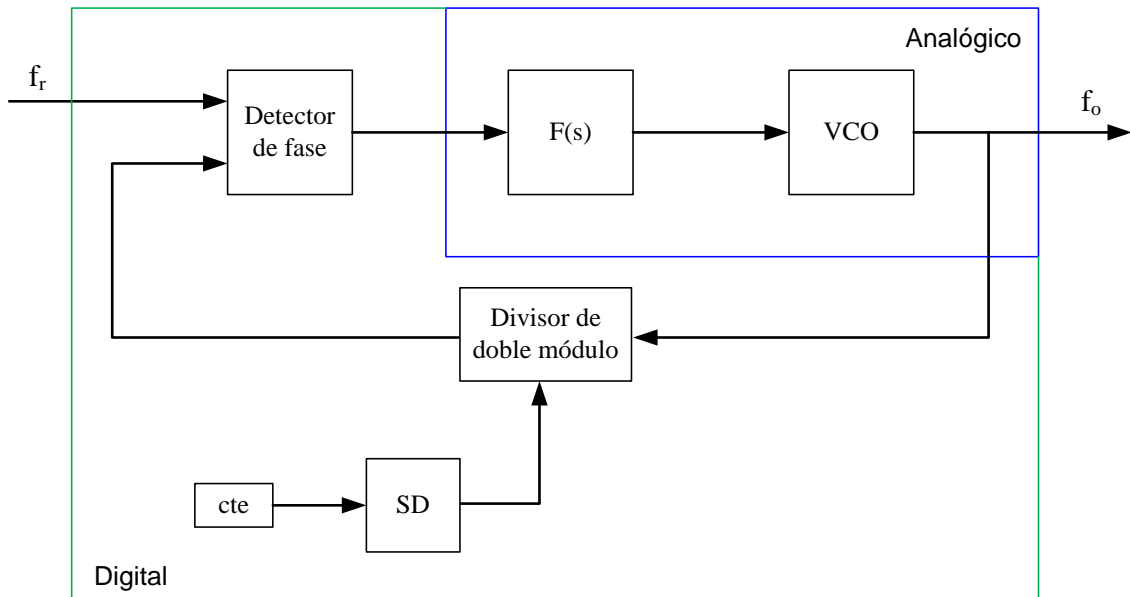 Analógico
f_r
Detector
de fase
F(s)
VCO
f_o
Divisor de
doble módulo
cte
SD
Digital